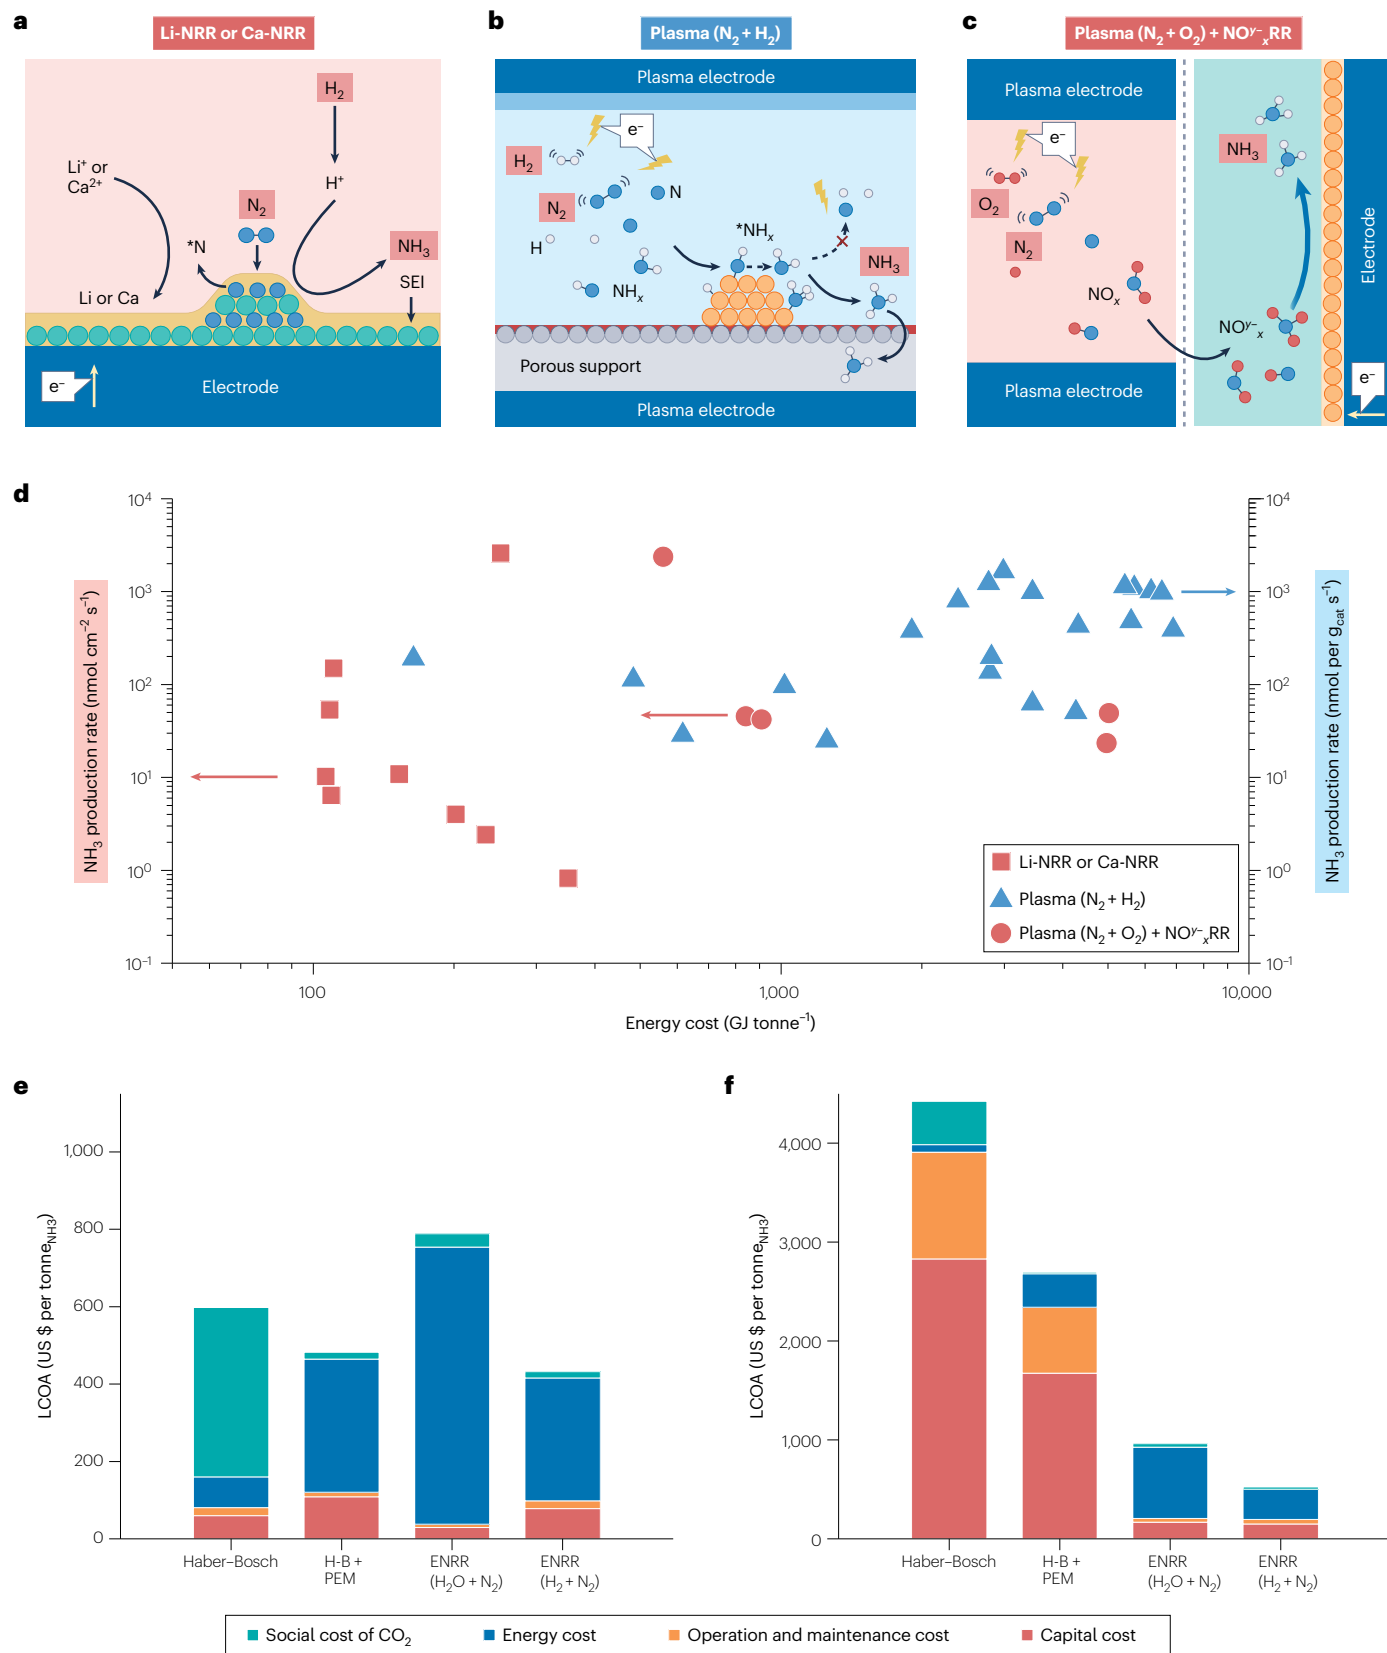 a
Li-NRR or Ca-NRR
H₂
Li⁺ or
Ca²⁺
H⁺
N₂
*N
NH₃
SEI
Li or Ca
e⁻
Electrode
b
Plasma (N₂ + H₂)
Plasma electrode
e⁻
H₂
N₂
N
H
*NHₓ
NH₃
NHₓ
Porous support
Plasma electrode
c
Plasma (N₂ + O₂) + NOʸ⁻ₓRR
Plasma electrode
e⁻
O₂
N₂
NOₓ
Plasma electrode
NH₃
NOʸ⁻ₓ
Electrode
e⁻
d
NH₃ production rate (nmol cm⁻² s⁻¹)
10⁴
10³
10²
10¹
10⁰
10⁻¹
100
1,000
10,000
Energy cost (GJ tonne⁻¹)
10⁴
10³
10²
10¹
10⁰
10⁻¹
NH₃ production rate (nmol per g_cat s⁻¹)
Li-NRR or Ca-NRR
Plasma (N₂ + H₂)
Plasma (N₂ + O₂) + NOʸ⁻ₓRR
e
LCOA (US $ per tonne_NH3)
1,000
800
600
400
200
0
Haber–Bosch
H-B +
PEM
ENRR
(H₂O + N₂)
ENRR
(H₂ + N₂)
f
LCOA (US $ per tonne_NH3)
4,000
3,000
2,000
1,000
0
Haber–Bosch
H-B +
PEM
ENRR
(H₂O + N₂)
ENRR
(H₂ + N₂)
Social cost of CO₂
Energy cost
Operation and maintenance cost
Capital cost